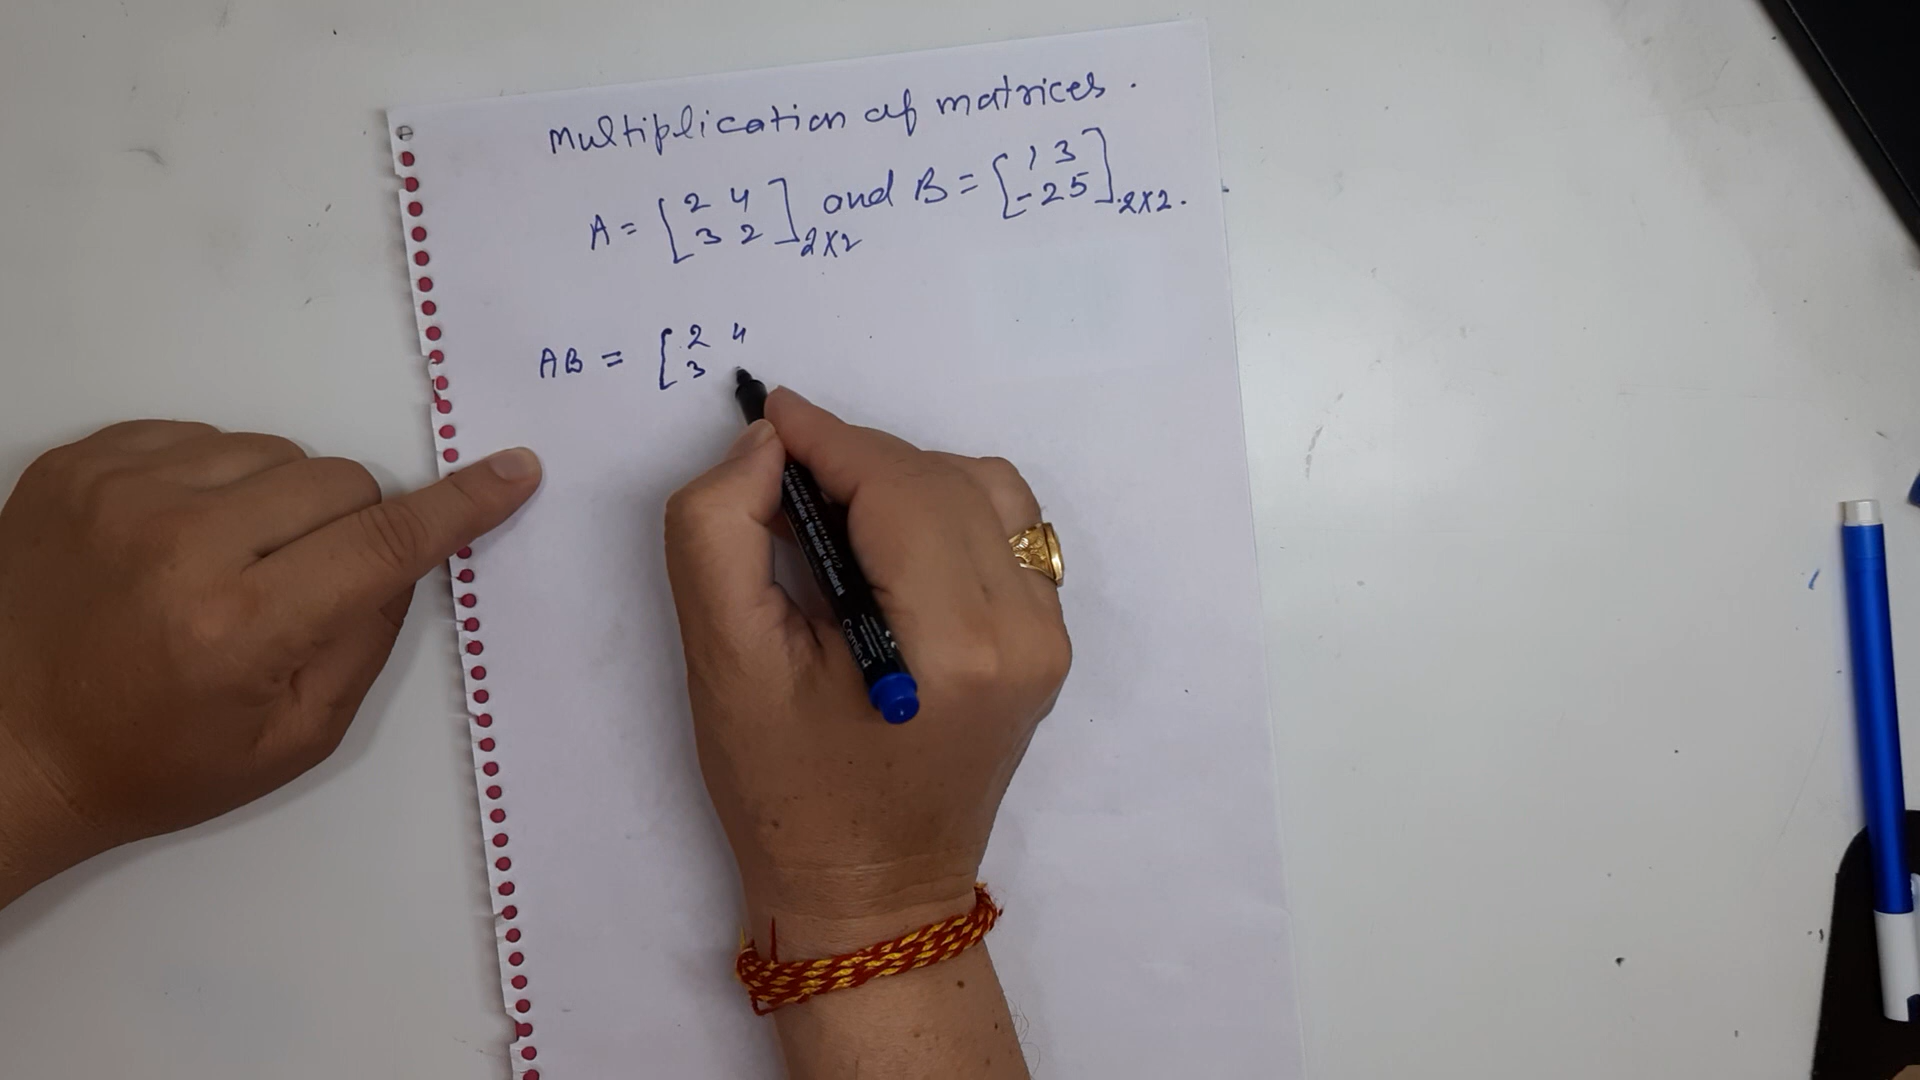 Multiplication of matrices.
A = [2 4 3 2]2x2 and B = [1 3 -2 5]2x2.
AB = [2 4
3